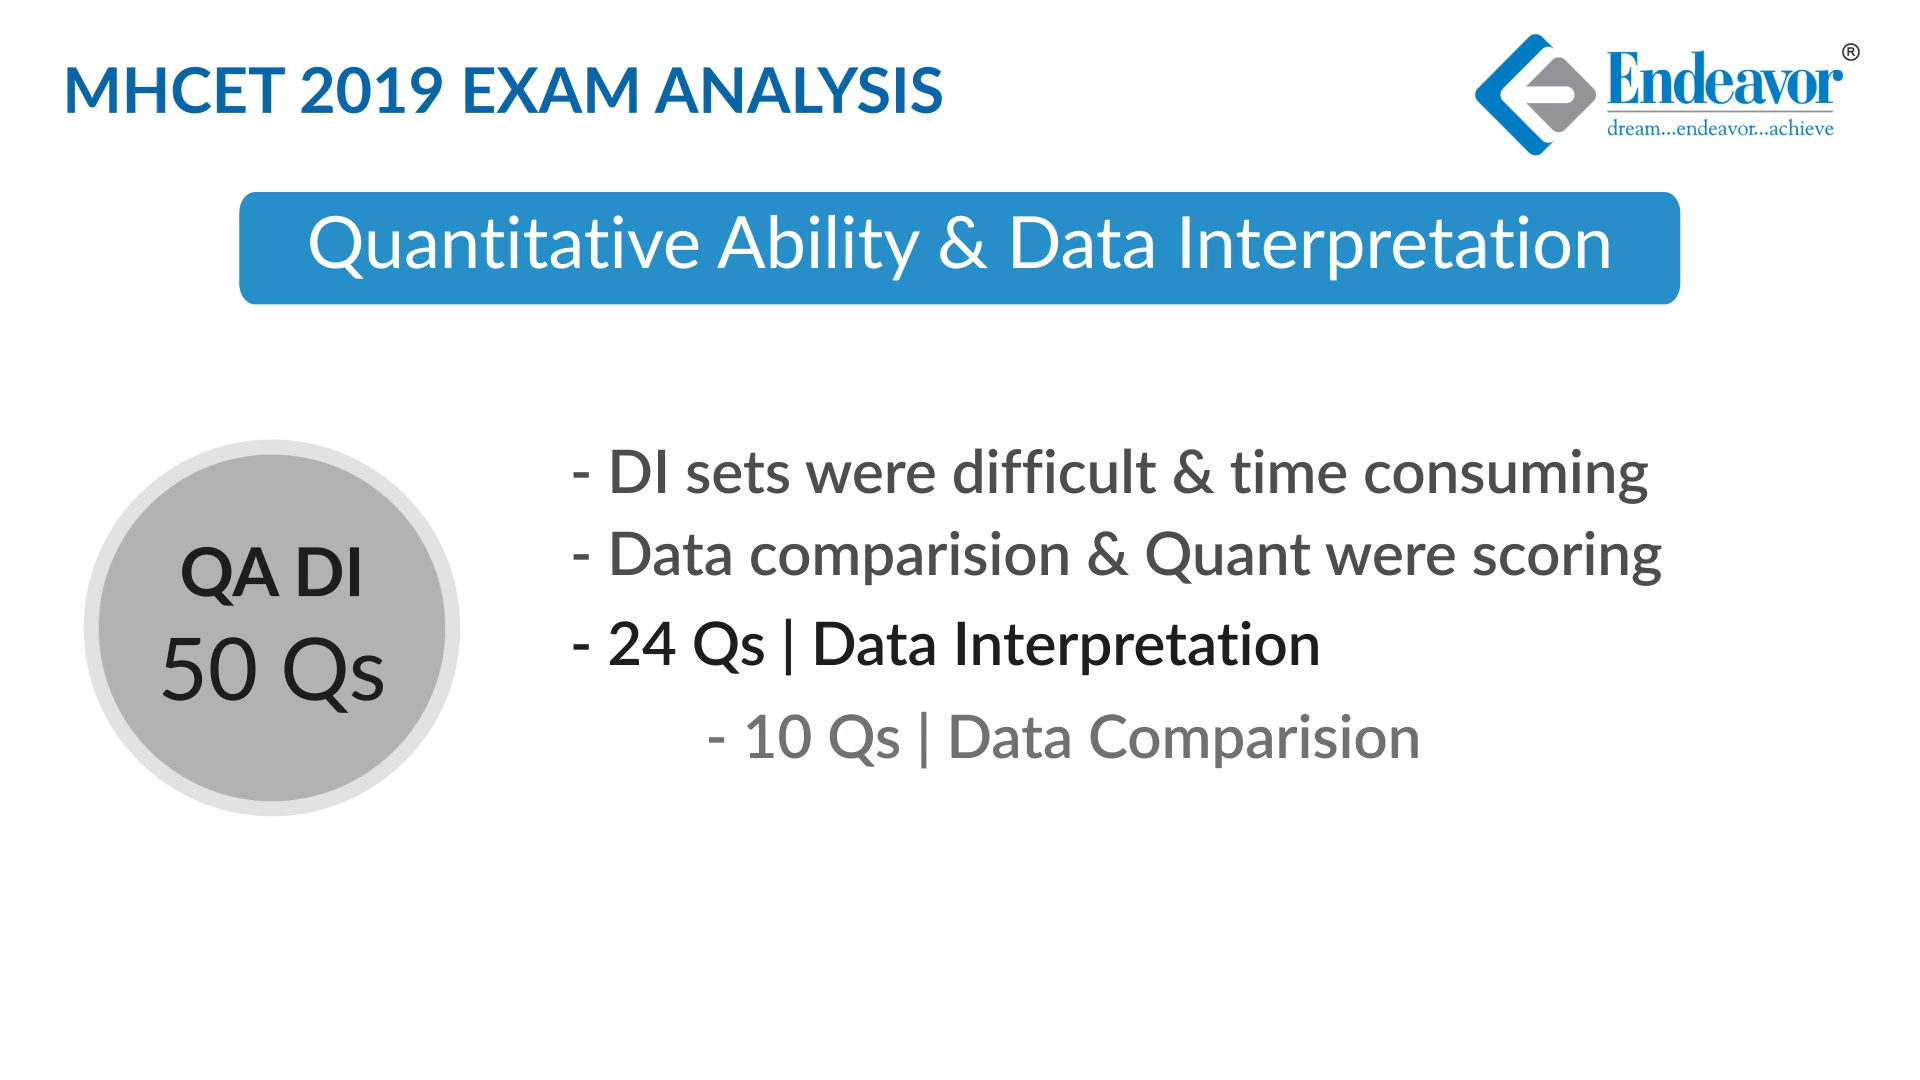 MHCET 2019 EXAM ANALYSIS
Endeavor®
dream...endeavor...achieve
Quantitative Ability & Data Interpretation
QA DI
50 Qs
- DI sets were difficult & time consuming
- Data comparision & Quant were scoring
- 24 Qs | Data Interpretation
- 10 Qs | Data Comparision